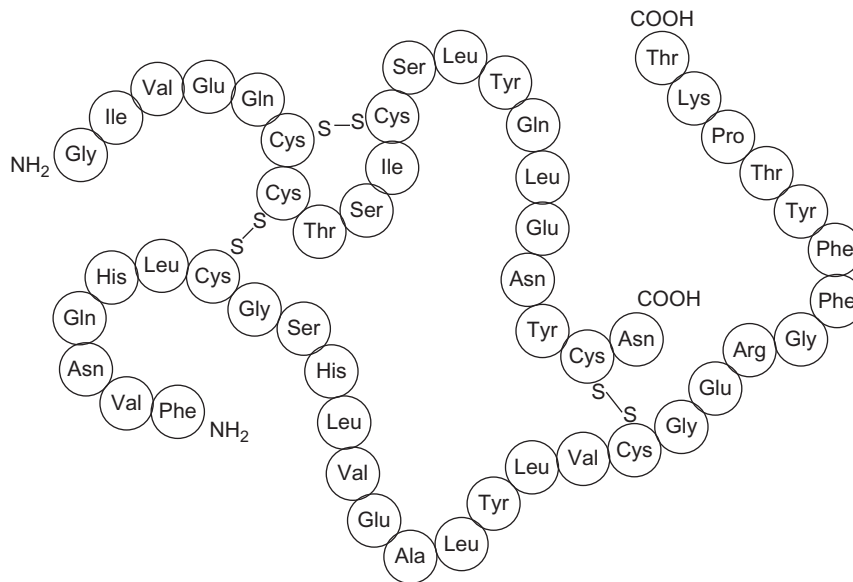 NH2
Gly
Ile
Val
Glu
Gln
Cys
Cys
Thr
Ser
Ile
Cys
Ser
Leu
Tyr
Gln
Leu
Glu
Asn
Tyr
Cys
Asn
COOH
S–S
S–S
S–S
NH2
Phe
Val
Asn
Gln
His
Leu
Cys
Gly
Ser
His
Leu
Val
Glu
Ala
Leu
Tyr
Leu
Val
Cys
Gly
Glu
Arg
Gly
Phe
Phe
Tyr
Thr
Pro
Lys
Thr
COOH